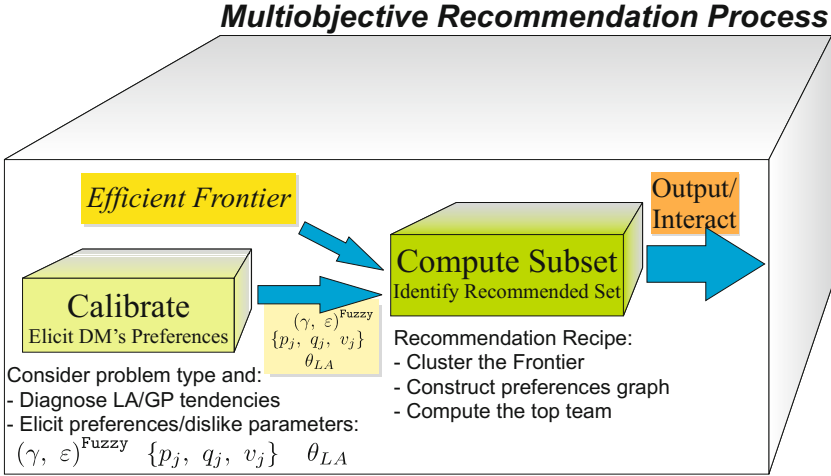 Multiobjective Recommendation Process
Efficient Frontier
Output/
Interact
Calibrate
Elicit DM's Preferences
Compute Subset
Identify Recommended Set
(γ, ε)^Fuzzy
{p_j, q_j, v_j}
θ_LA
Consider problem type and:
- Diagnose LA/GP tendencies
- Elicit preferences/dislike parameters:
(γ, ε)^Fuzzy {p_j, q_j, v_j} θ_LA
Recommendation Recipe:
- Cluster the Frontier
- Construct preferences graph
- Compute the top team